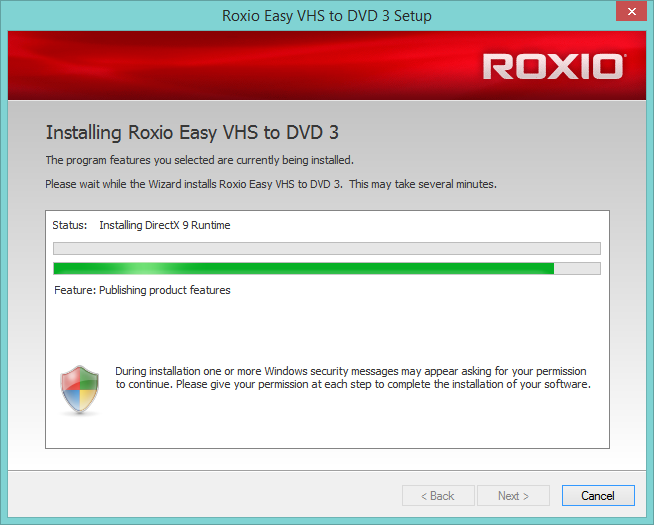 Roxio Easy VHS to DVD 3 Setup
ROXIO
Installing Roxio Easy VHS to DVD 3
The program features you selected are currently being installed.
Please wait while the Wizard installs Roxio Easy VHS to DVD 3. This may take several minutes.
Status: Installing DirectX 9 Runtime
Feature: Publishing product features
During installation one or more Windows security messages may appear asking for your permission
to continue. Please give your permission at each step to complete the installation of your software.
< Back Next > Cancel